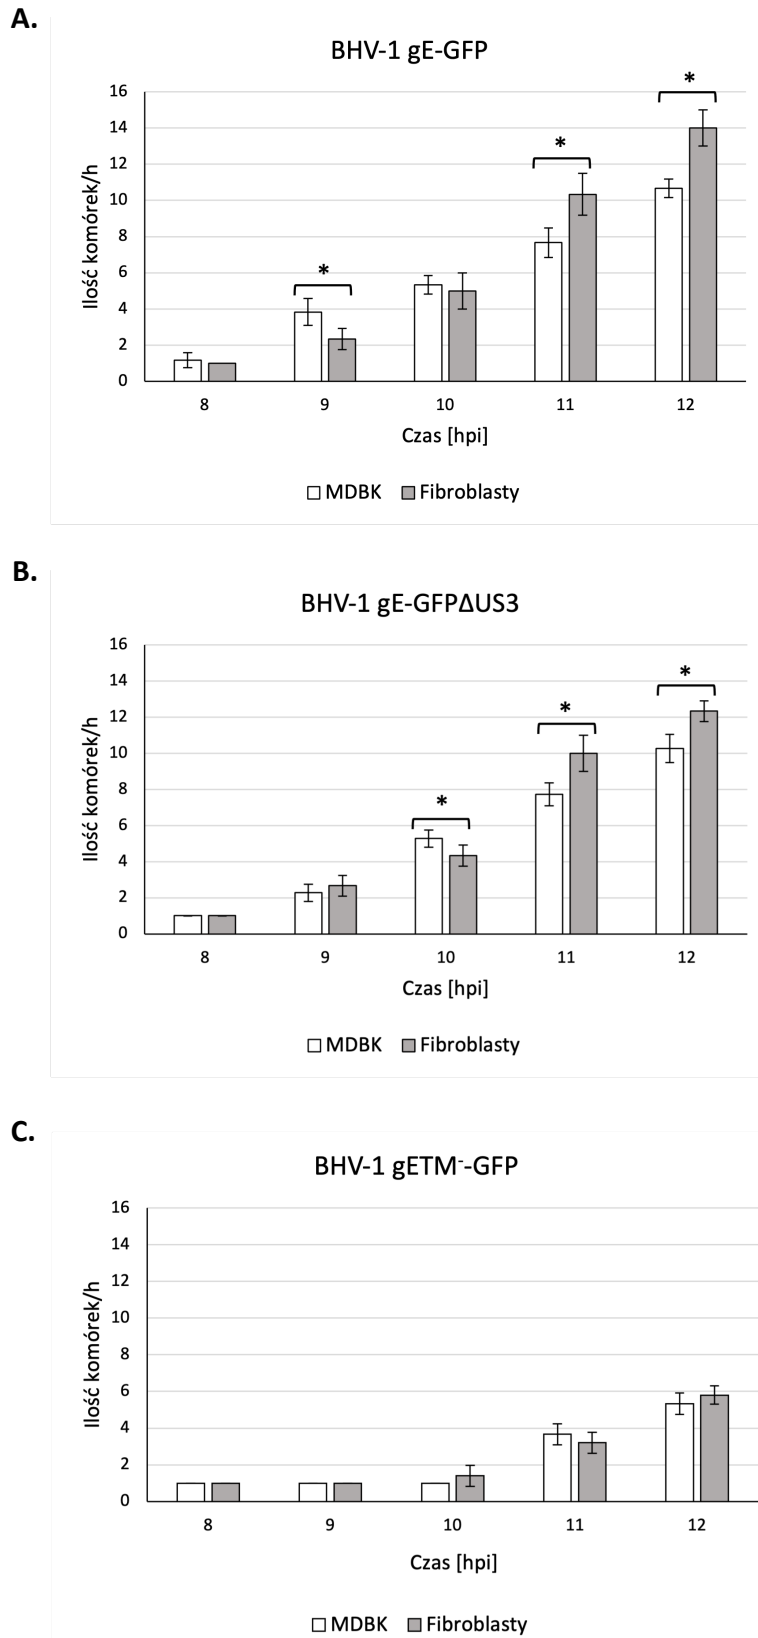 A.
BHV-1 gE-GFP
16
14
12
10
8
6
4
2
0
Ilość komórek/h
*
*
*
8 9 10 11 12
Czas [hpi]
MDBK Fibroblasty
B.
BHV-1 gE-GFPΔUS3
16
14
12
10
8
6
4
2
0
Ilość komórek/h
*
*
*
8 9 10 11 12
Czas [hpi]
MDBK Fibroblasty
C.
BHV-1 gETM⁻-GFP
16
14
12
10
8
6
4
2
0
Ilość komórek/h
8 9 10 11 12
Czas [hpi]
MDBK Fibroblasty